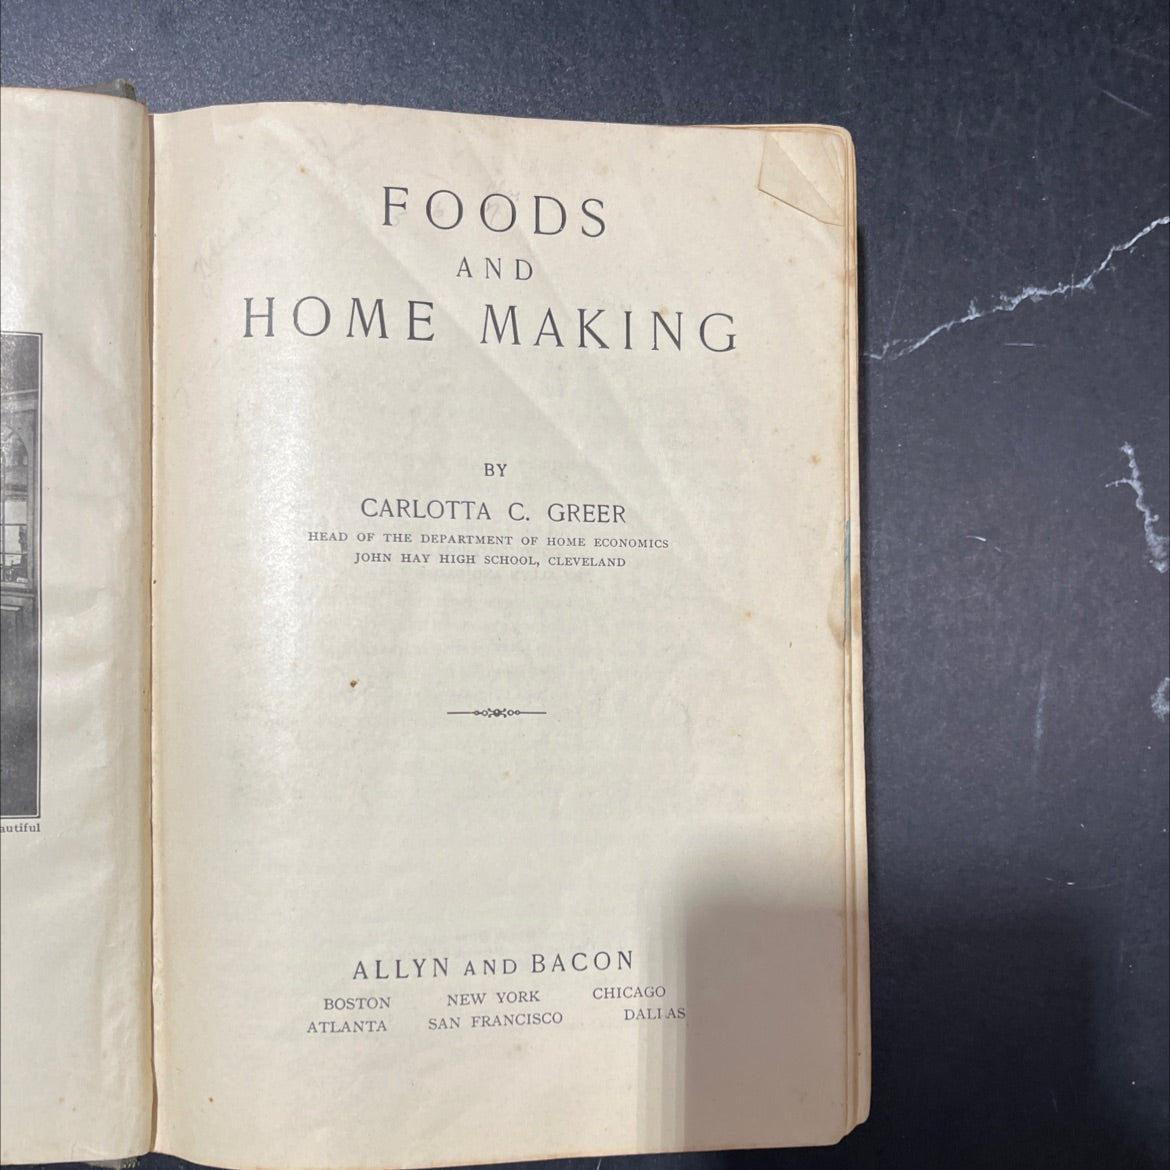 autiful
FOODS
AND
HOME MAKING
BY
CARLOTTA C. GREER
HEAD OF THE DEPARTMENT OF HOME ECONOMICS
JOHN HAY HIGH SCHOOL, CLEVELAND
ALLYN AND BACON
BOSTON NEW YORK CHICAGO
ATLANTA SAN FRANCISCO DALLAS